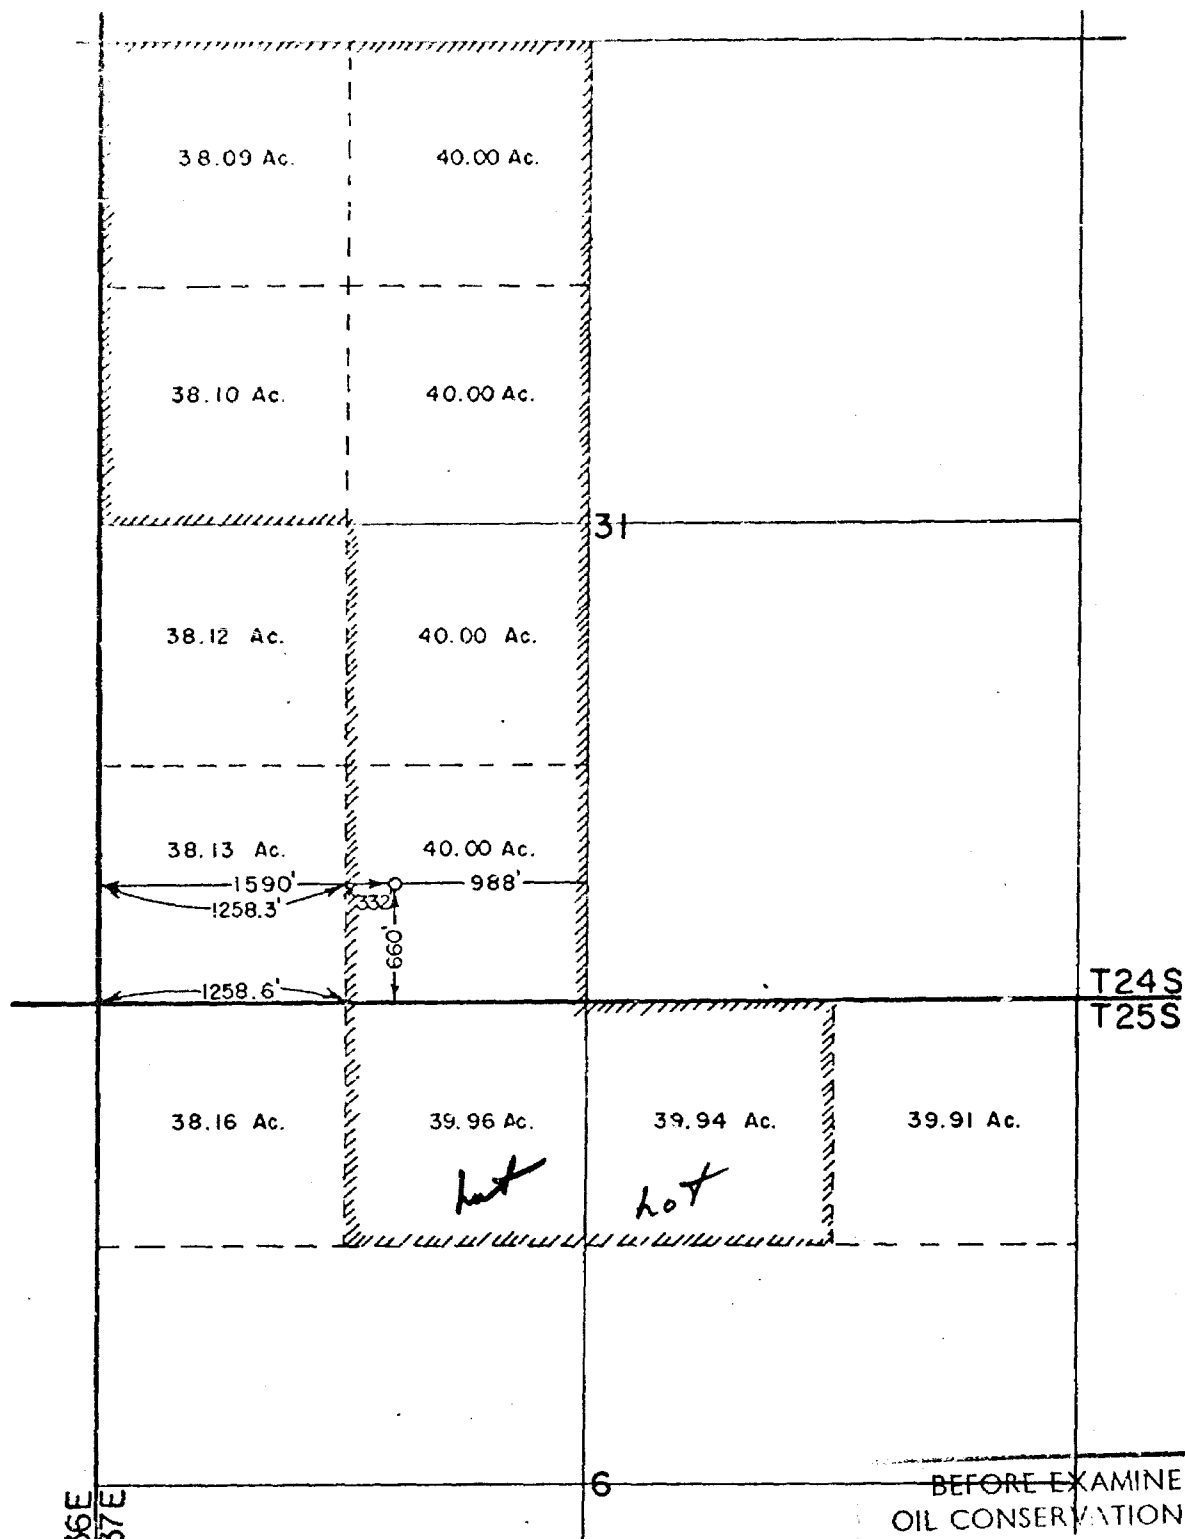 38.09 Ac. 40.00 Ac.
38.10 Ac. 40.00 Ac.
31
38.12 Ac. 40.00 Ac.
38.13 Ac. 40.00 Ac.
1590' 988'
1258.3' 332'
660'
1258.6'
T24S
T25S
38.16 Ac. 39.96 Ac. 39.94 Ac. 39.91 Ac.
Lot Lot
6
36E
37E
BEFORE EXAMINE
OIL CONSERVATION